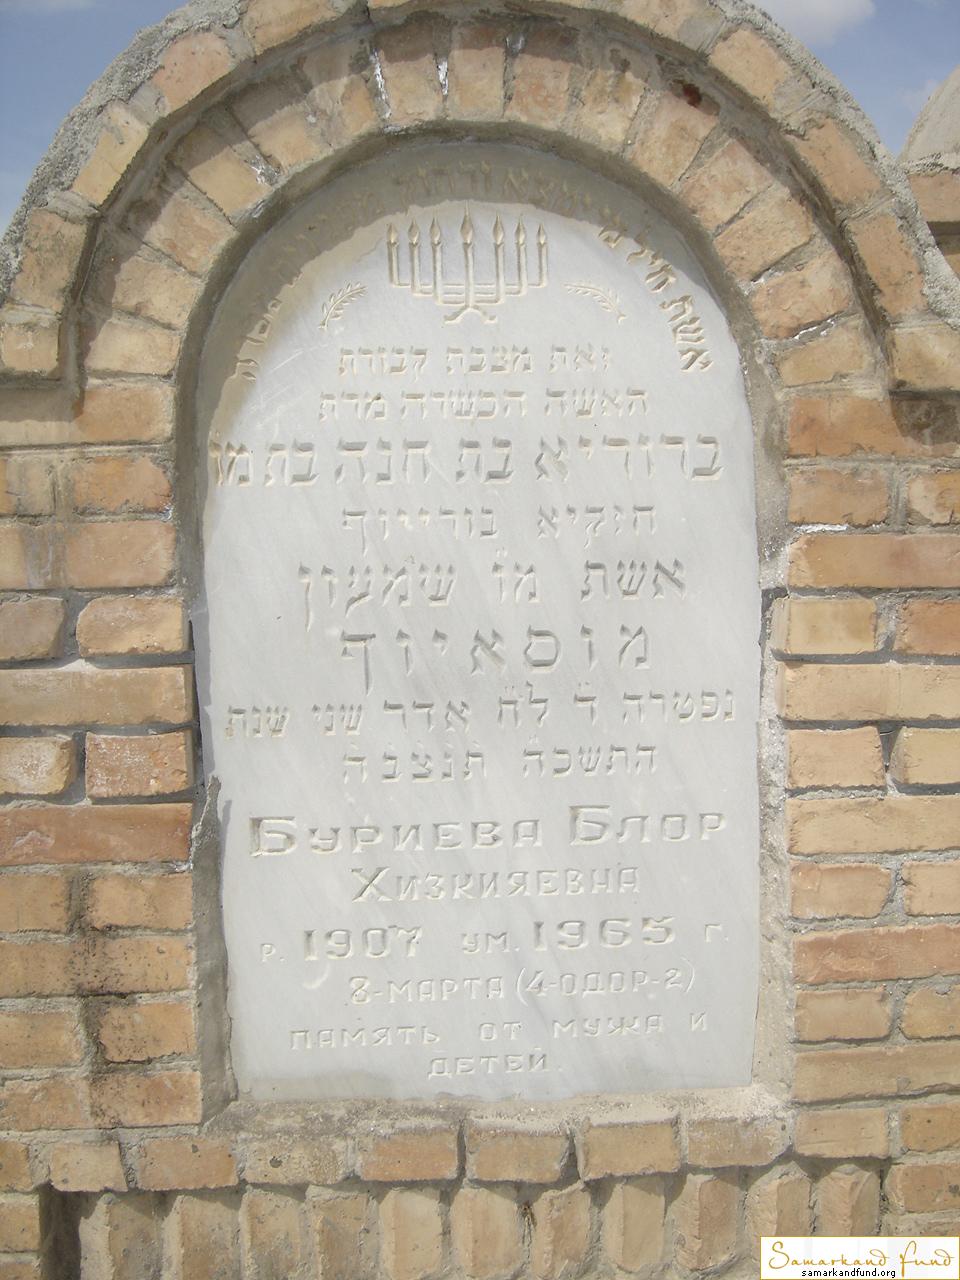 אשת חיל מי ימצא ורחק מפנינים
זאת מצבת קבורת
האשה הכשרה מרת
ברוריא בת חנה בת מו
חזקיא בורייוף
אשת מו שמעון
מוסאיוף
נפטרה ד לח אדר שני שנת
התשכה תנצבה
БУРИЕВА БЛОР
ХИЗКИЯЕВНА
Р. 1907 УМ. 1965 Г.
8-МАРТА (4-ОДОР-2)
ПАМЯТЬ ОТ МУЖА И
ДЕТЕЙ.
Samarkand Fund
samarkandfund.org